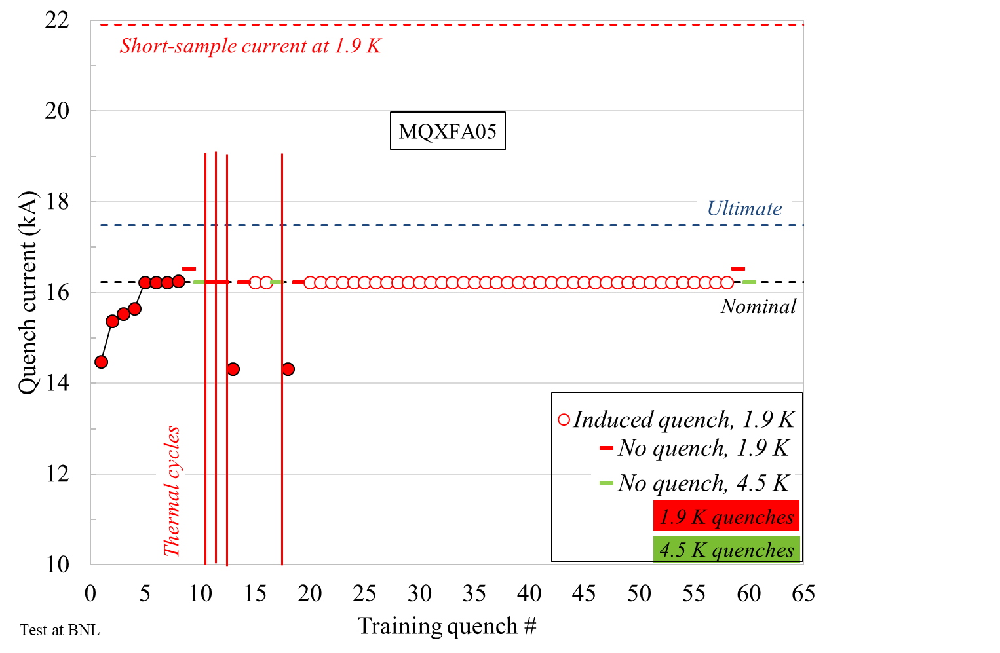 22
20
18
16
14
12
10
Quench current (kA)
Short-sample current at 1.9 K
MQXFA05
Ultimate
Nominal
Thermal cycles
Induced quench, 1.9 K
No quench, 1.9 K
No quench, 4.5 K
1.9 K quenches
4.5 K quenches
0 5 10 15 20 25 30 35 40 45 50 55 60 65
Training quench #
Test at BNL